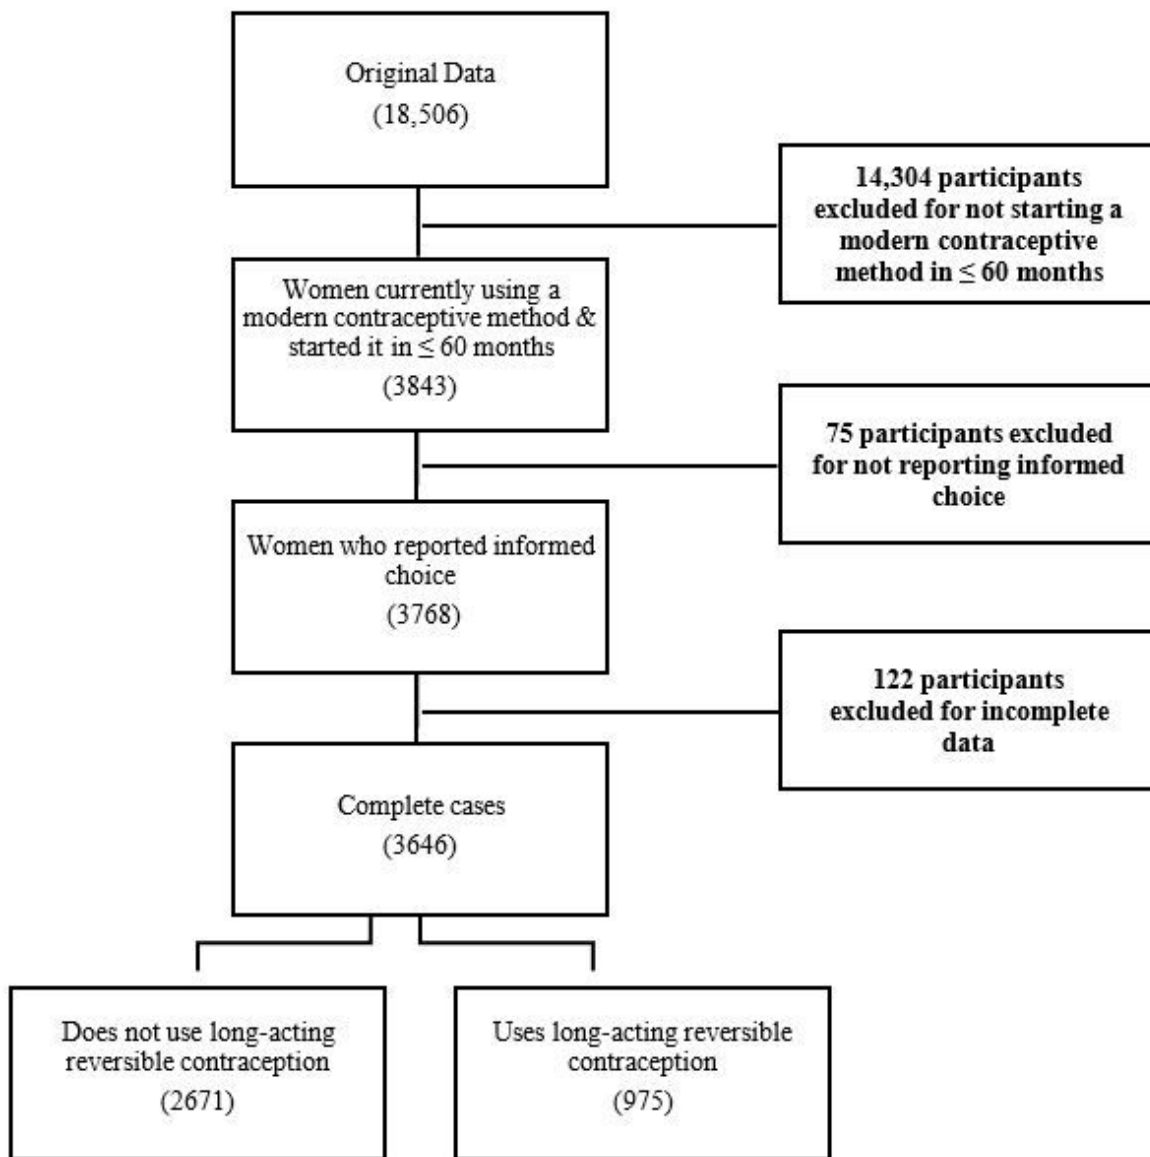 Original Data
(18,506)
14,304 participants
excluded for not starting a
modern contraceptive
method in ≤ 60 months
Women currently using a
modern contraceptive method &
started it in ≤ 60 months
(3843)
75 participants excluded
for not reporting informed
choice
Women who reported informed
choice
(3768)
122 participants
excluded for incomplete
data
Complete cases
(3646)
Does not use long-acting
reversible contraception
(2671)
Uses long-acting reversible
contraception
(975)